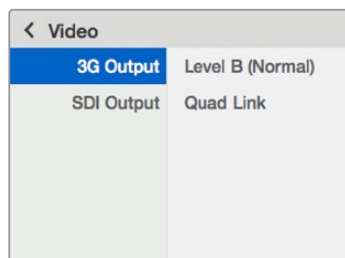 < Video
3G Output Level B (Normal)
SDI Output Quad Link